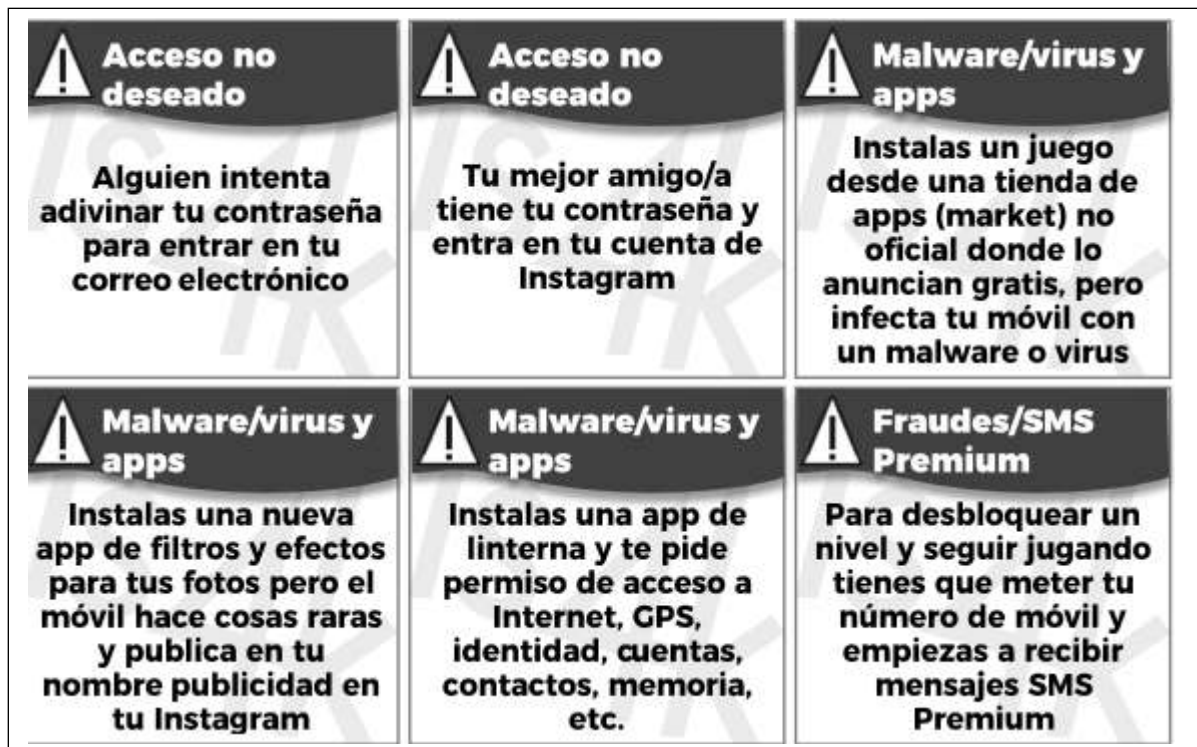 Acceso no
deseado
Alguien intenta
adivinar tu contraseña
para entrar en tu
correo electrónico
Acceso no
deseado
Tu mejor amigo/a
tiene tu contraseña y
entra en tu cuenta de
Instagram
Malware/virus y
apps
Instalas un juego
desde una tienda de
apps (market) no
oficial donde lo
anuncian gratis, pero
infecta tu móvil con
un malware o virus
Malware/virus y
apps
Instalas una nueva
app de filtros y efectos
para tus fotos pero el
móvil hace cosas raras
y publica en tu
nombre publicidad en
tu Instagram
Malware/virus y
apps
Instalas una app de
linterna y te pide
permiso de acceso a
Internet, GPS,
identidad, cuentas,
contactos, memoria,
etc.
Fraudes/SMS
Premium
Para desbloquear un
nivel y seguir jugando
tienes que meter tu
número de móvil y
empiezas a recibir
mensajes SMS
Premium